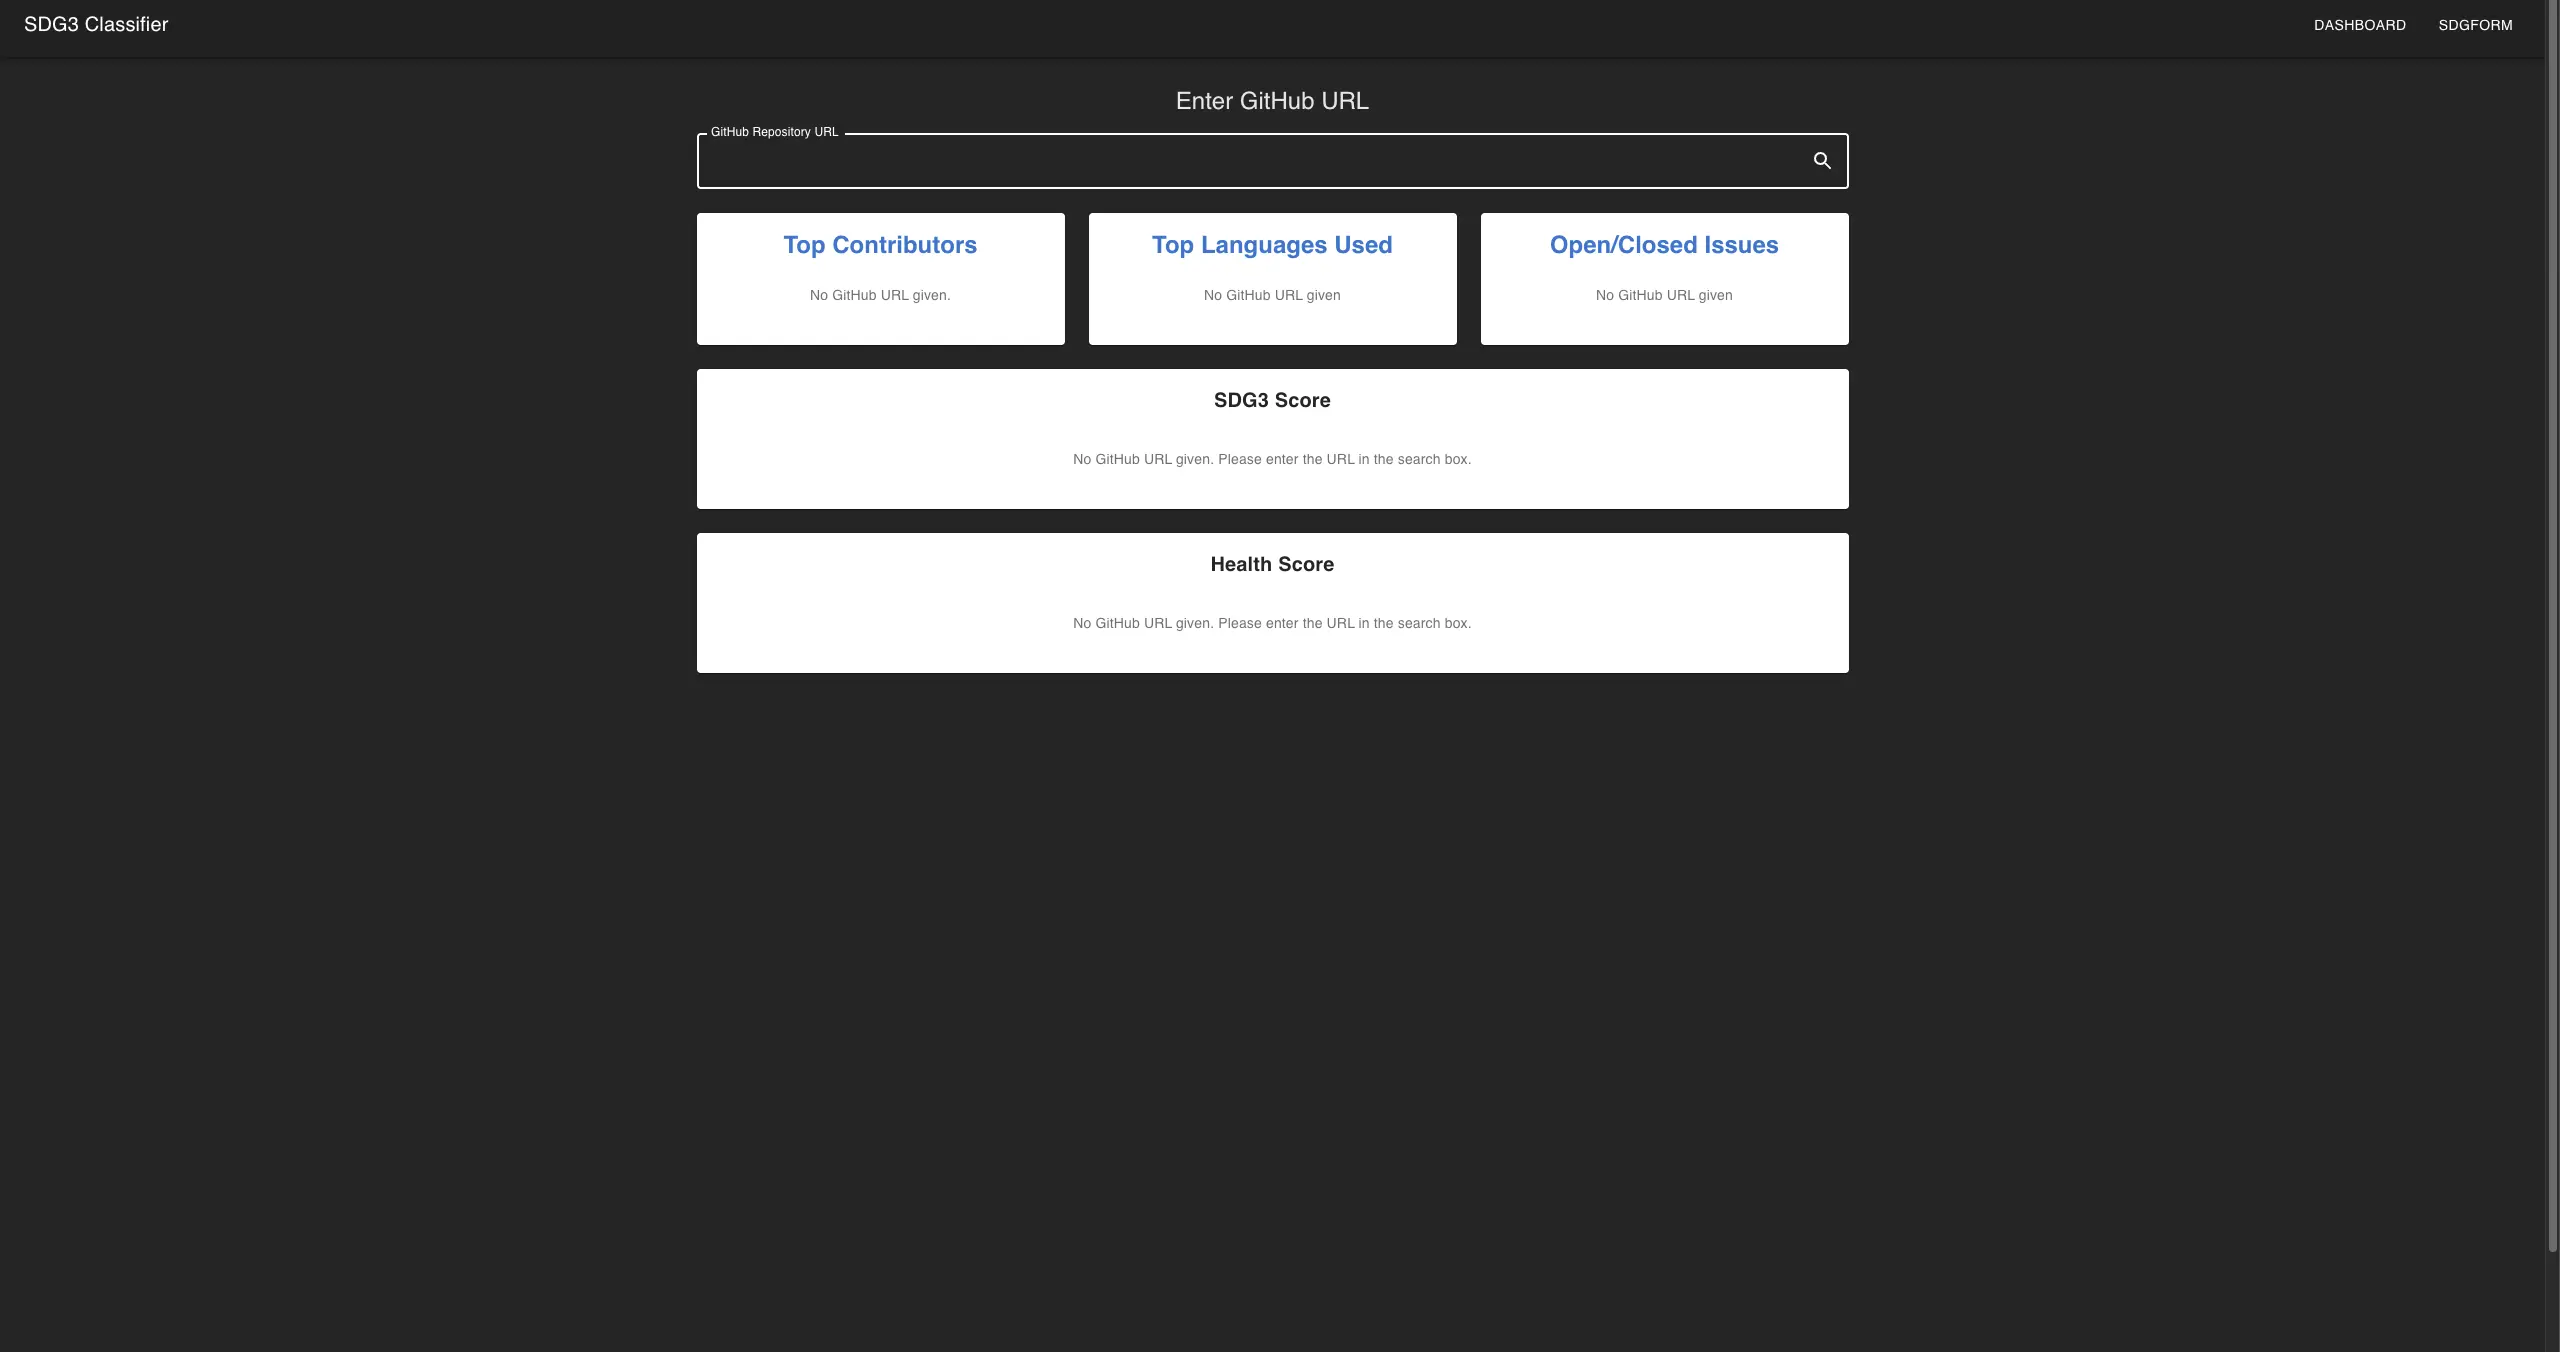 SDG3 Classifier
DASHBOARD
SDGFORM
Enter GitHub URL
GitHub Repository URL
Top Contributors
No GitHub URL given.
Top Languages Used
No GitHub URL given
Open/Closed Issues
No GitHub URL given
SDG3 Score
No GitHub URL given. Please enter the URL in the search box.
Health Score
No GitHub URL given. Please enter the URL in the search box.